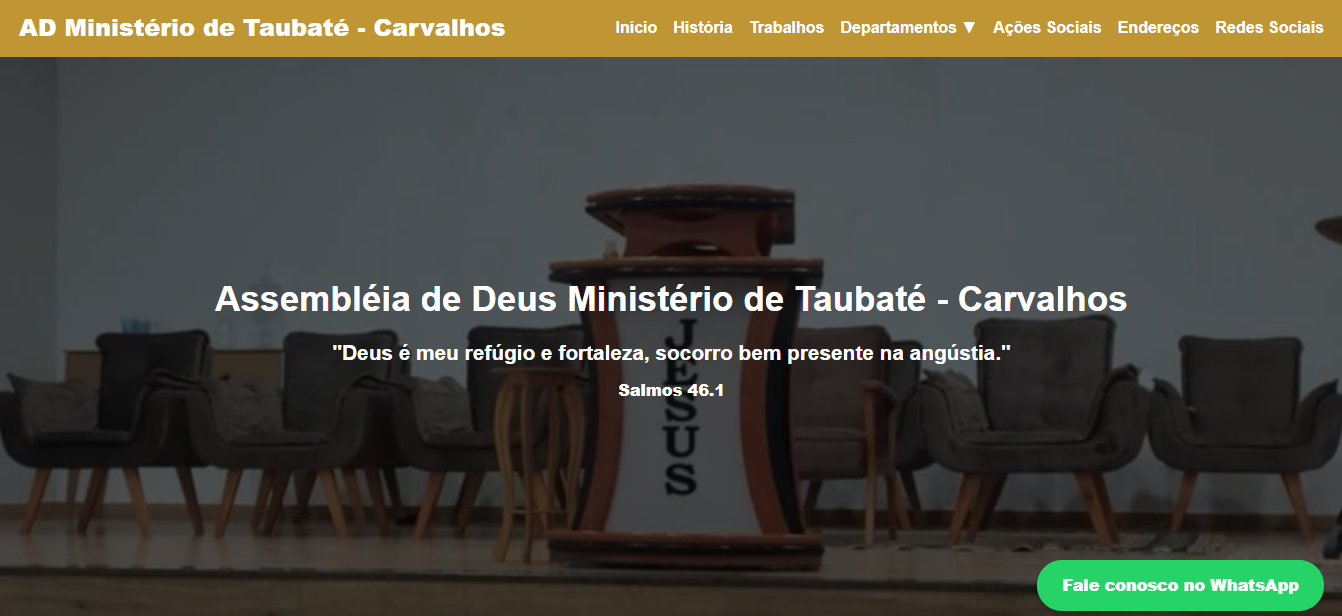 AD Ministério de Taubaté - Carvalhos
Início História Trabalhos Departamentos ▼ Ações Sociais Endereços Redes Sociais
Assembléia de Deus Ministério de Taubaté - Carvalhos
"Deus é meu refúgio e fortaleza, socorro bem presente na angústia."
Salmos 46.1
JESUS
Fale conosco no WhatsApp